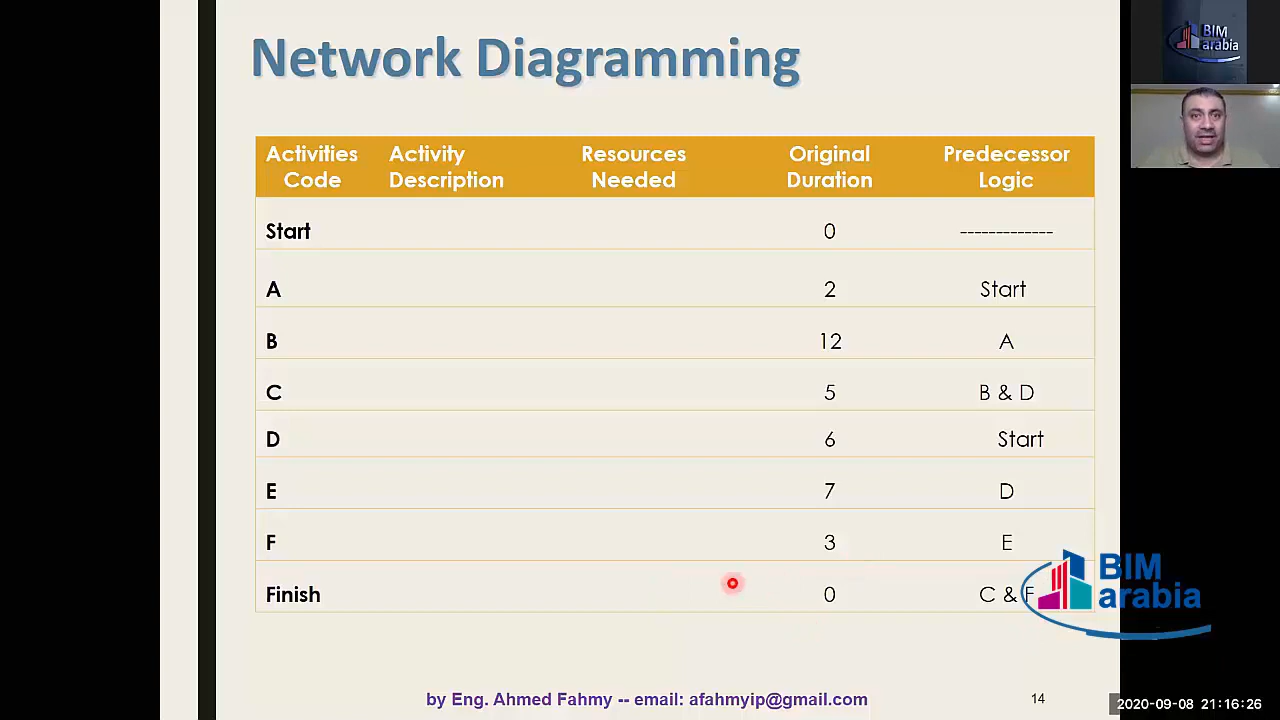 Network Diagramming
Activities Code
Activity Description
Resources Needed
Original Duration
Predecessor Logic
Start 0 -------------
A 2 Start
B 12 A
C 5 B & D
D 6 Start
E 7 D
F 3 E
Finish 0 C & F
BIM
arabia
BIM
arabia
by Eng. Ahmed Fahmy -- email: afahmyip@gmail.com
14
2020-09-08 21:16:26